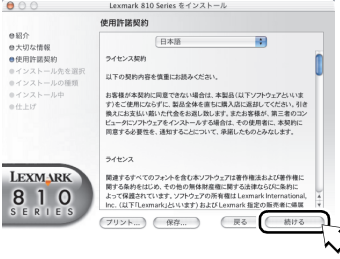 Lexmark 810 Series をインストール
使用許諾契約
紹介
大切な情報
使用許諾契約
インストール先を選択
インストールの種類
インストール中
仕上げ
日本語
ライセンス契約
以下の契約内容を慎重にお読みください。
お客様が本契約に同意できない場合は、本製品(以下ソフトウェアといいま
す)をご使用にならずに、製品全体を直ちに購入店に返却してください。引き
換えにお支払い戴いた代金をお返し致します。またお客様が、第三者のコン
ピュータにソフトウェアをインストールする場合は、その使用者に、本契約に
同意する必要性を、通知することについて、承諾したものとみなします。
ライセンス
関連するすべてのフォントを含む本ソフトウェアは著作権法および著作権に
関する条約をはじめ、その他の無体財産権に関する法律ならびに条約に
よって保護されています。ソフトウェアの所有権は Lexmark International,
Inc. (以下「Lexmark」といいます) および Lexmark 指定の販売者に帰属
LEXMARK
810
SERIES
プリント...
保存...
戻る
続ける